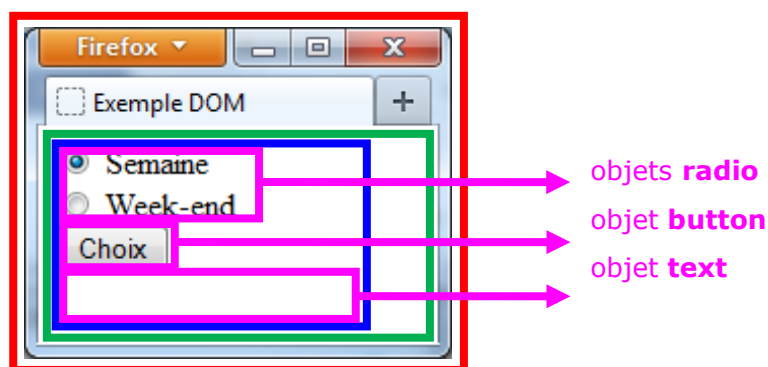 Firefox
Exemple DOM
Semaine
Week-end
Choix
objets radio
objet button
objet text